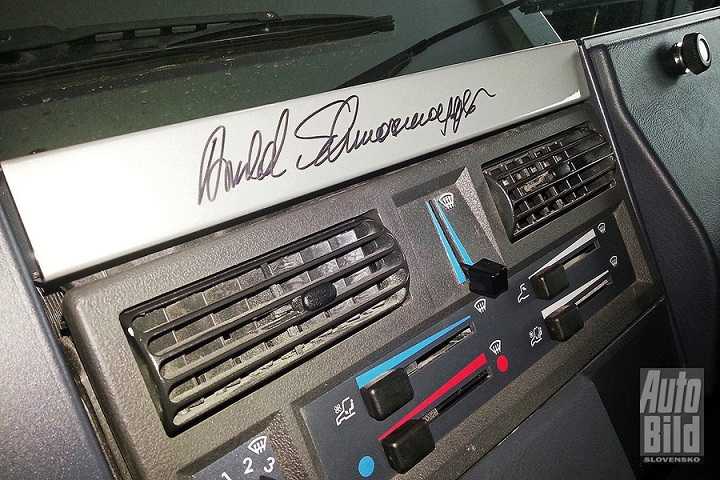 Arnold Schwarzenegger
1 2 3
Auto
Bild
SLOVENSKO